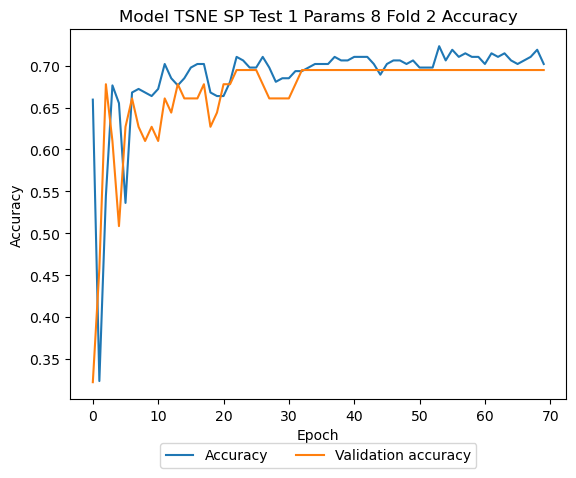 Model TSNE SP Test 1 Params 8 Fold 2 Accuracy
Accuracy
0.70
0.65
0.60
0.55
0.50
0.45
0.40
0.35
0 10 20 30 40 50 60 70
Epoch
Accuracy Validation accuracy